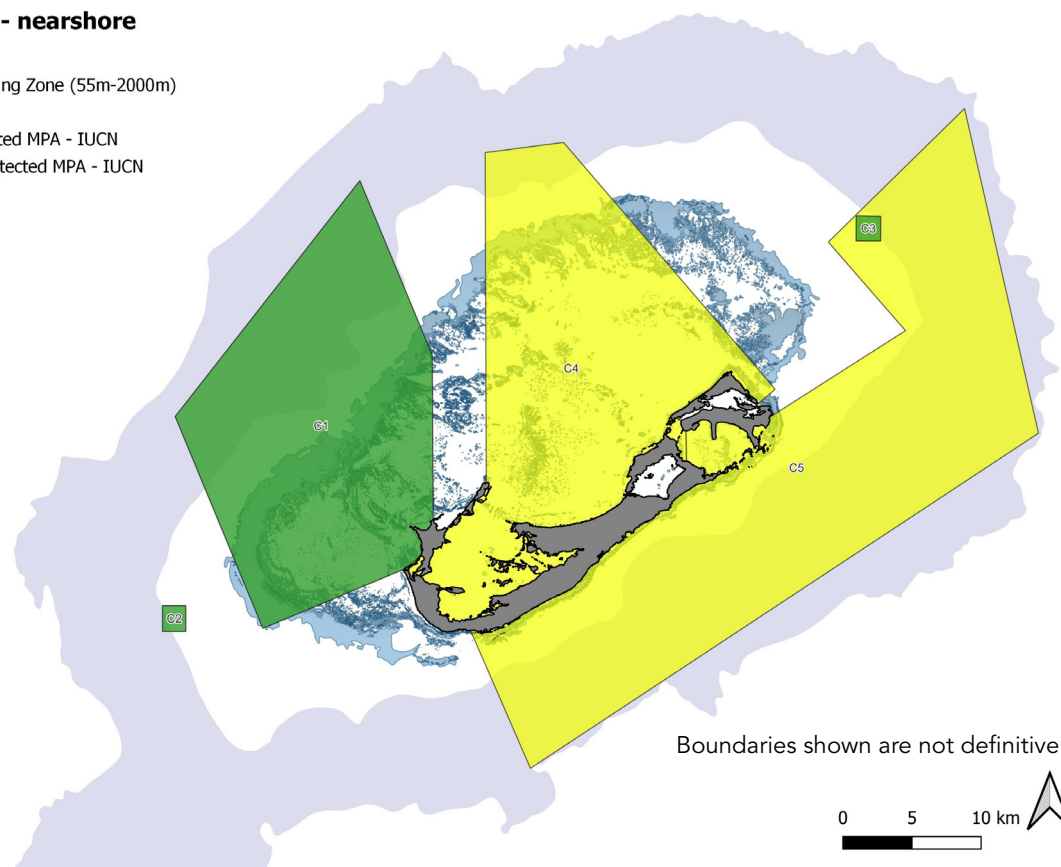 - nearshore
ng Zone (55m-2000m)
ted MPA - IUCN
tected MPA - IUCN
C3
C4
C1
C5
C2
Boundaries shown are not definitive
0 5 10 km